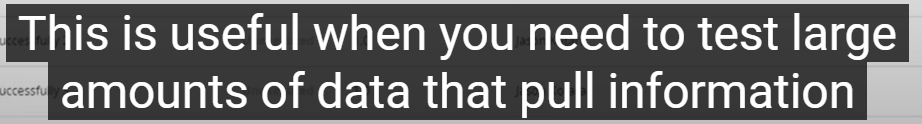 This is useful when you need to test large
amounts of data that pull information